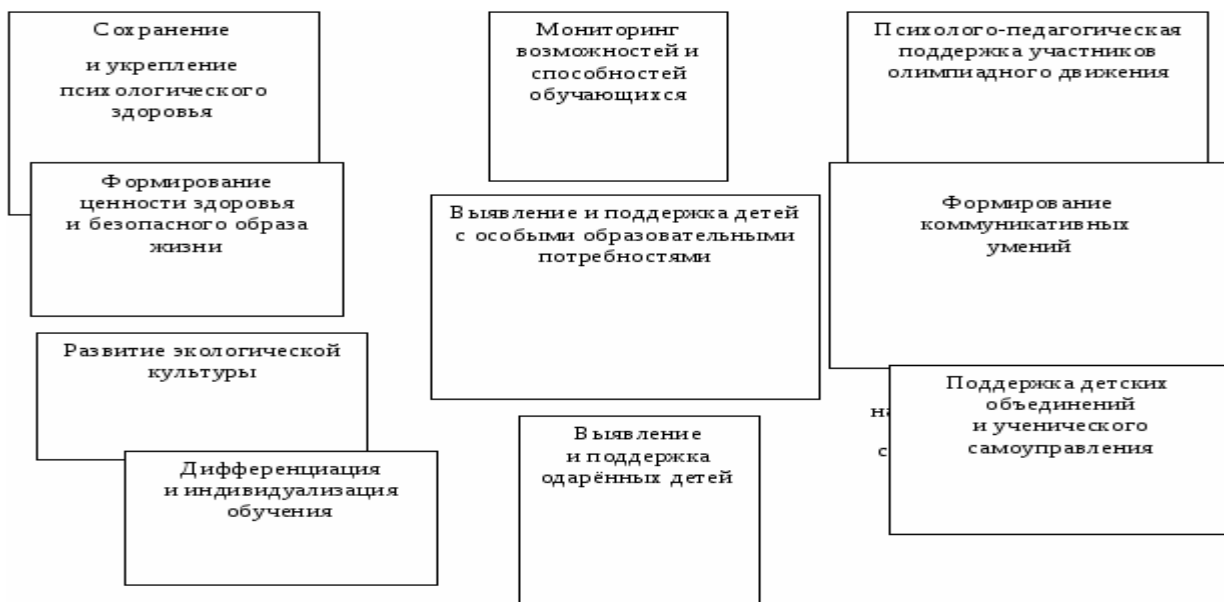 Сохранение
и укрепление
психологического
здоровья
Формирование
ценности здоровья
и безопасного образа
жизни
Развитие экологической
культуры
Дифференциация
и индивидуализация
обучения
Мониторинг
возможностей и
способностей
обучающихся
Выявление и поддержка детей
с особыми образовательными
потребностями
Выявление
и поддержка
одарённых детей
Психолого-педагогическая
поддержка участников
олимпиадного движения
Формирование
коммуникативных
умений
Поддержка детских
объединений
и ученического
самоуправления